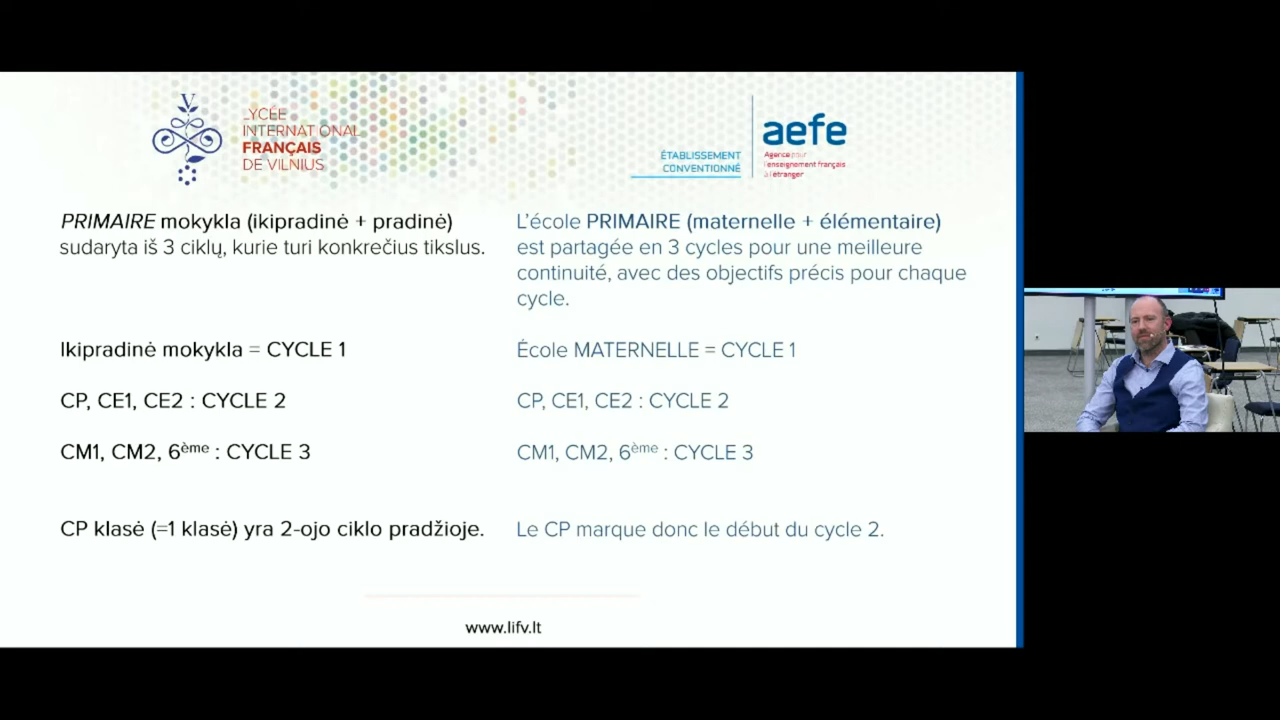 LYCÉE
INTERNATIONAL
FRANÇAIS
DE VILNIUS
ÉTABLISSEMENT
CONVENTIONNÉ
aefe
Agence pour
l'enseignement français
à l'étranger
PRIMAIRE mokykla (ikipradinė + pradinė)
sudaryta iš 3 ciklų, kurie turi konkrečius tikslus.
L'école PRIMAIRE (maternelle + élémentaire)
est partagée en 3 cycles pour une meilleure
continuité, avec des objectifs précis pour chaque
cycle.
Ikipradinė mokykla = CYCLE 1
École MATERNELLE = CYCLE 1
CP, CE1, CE2 : CYCLE 2
CP, CE1, CE2 : CYCLE 2
CM1, CM2, 6ème : CYCLE 3
CM1, CM2, 6ème : CYCLE 3
CP klasė (=1 klasė) yra 2-ojo ciklo pradžioje.
Le CP marque donc le début du cycle 2.
www.lifv.lt